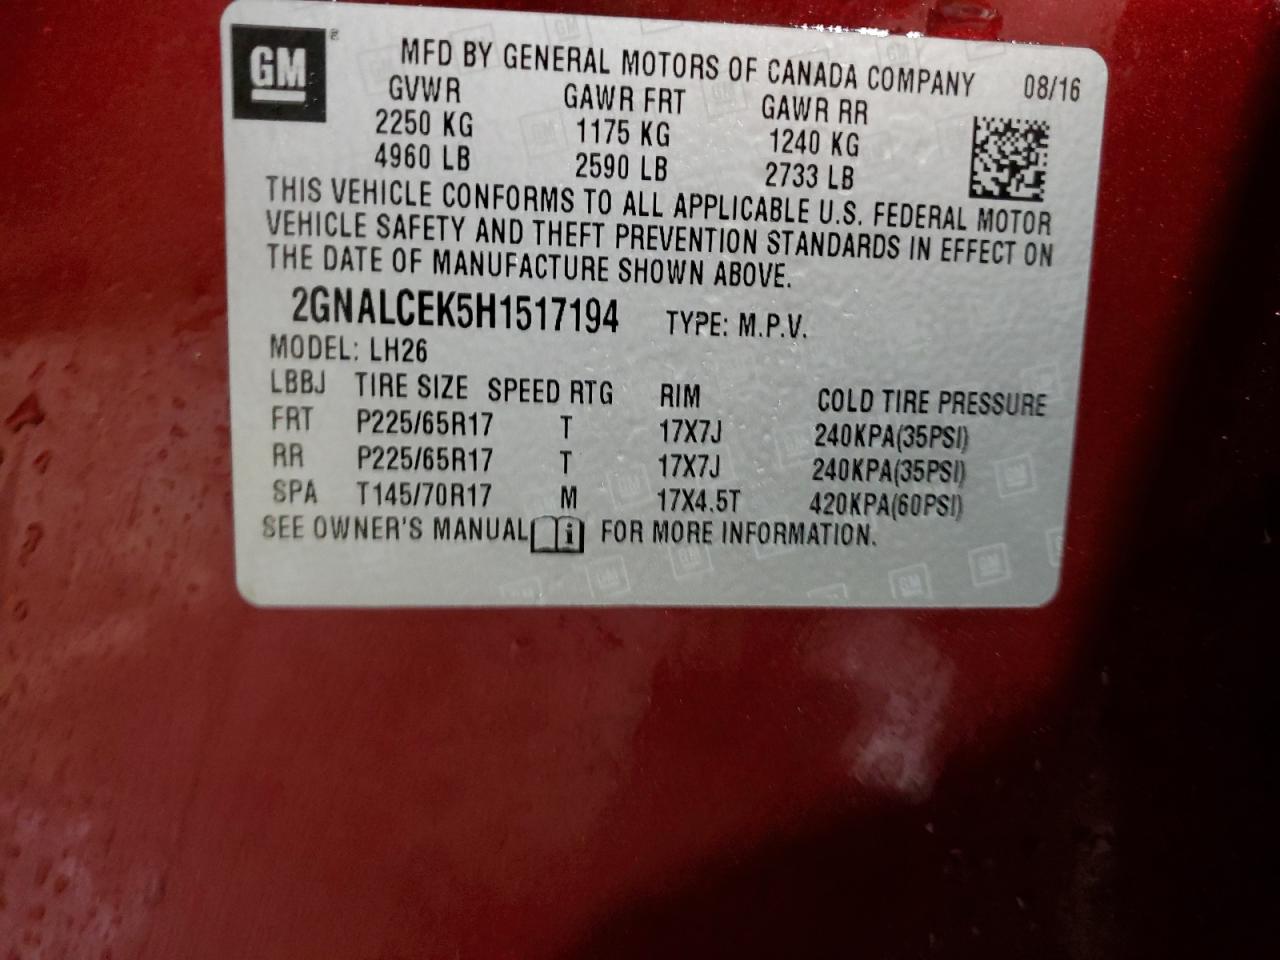 GM
MFD BY GENERAL MOTORS OF CANADA COMPANY 08/16
GVWR GAWR FRT GAWR RR
2250 KG 1175 KG 1240 KG
4960 LB 2590 LB 2733 LB
THIS VEHICLE CONFORMS TO ALL APPLICABLE U.S. FEDERAL MOTOR
VEHICLE SAFETY AND THEFT PREVENTION STANDARDS IN EFFECT ON
THE DATE OF MANUFACTURE SHOWN ABOVE.
2GNALCEK5H1517194 TYPE: M.P.V.
MODEL: LH26
LBBJ TIRE SIZE SPEED RTG RIM COLD TIRE PRESSURE
FRT P225/65R17 T 17X7J 240KPA(35PSI)
RR P225/65R17 T 17X7J 240KPA(35PSI)
SPA T145/70R17 M 17X4.5T 420KPA(60PSI)
SEE OWNER'S MANUAL i FOR MORE INFORMATION.